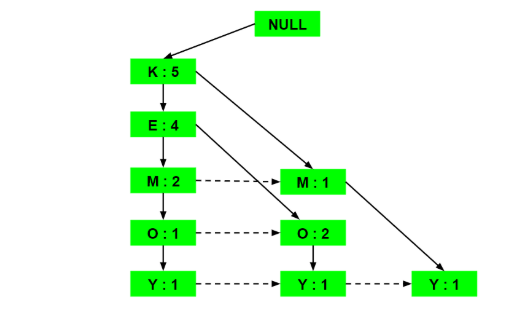 NULL
K : 5
E : 4
M : 2
M : 1
O : 1
O : 2
Y : 1
Y : 1
Y : 1